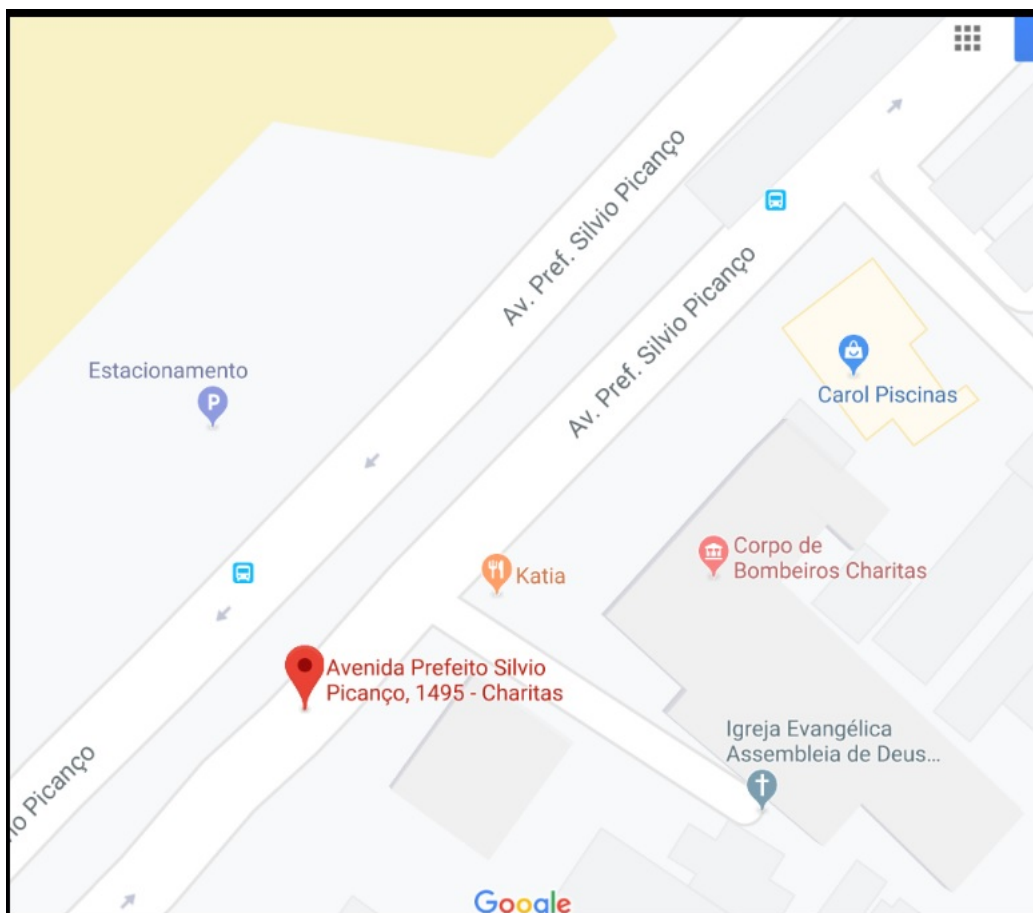 Av. Pref. Silvio Picanço
Av. Pref. Silvio Picanço
Estacionamento
P
Carol Piscinas
Corpo de
Bombeiros Charitas
Katia
Avenida Prefeito Silvio
Picanço, 1495 - Charitas
Igreja Evangélica
Assembleia de Deus...
io Picanço
Google